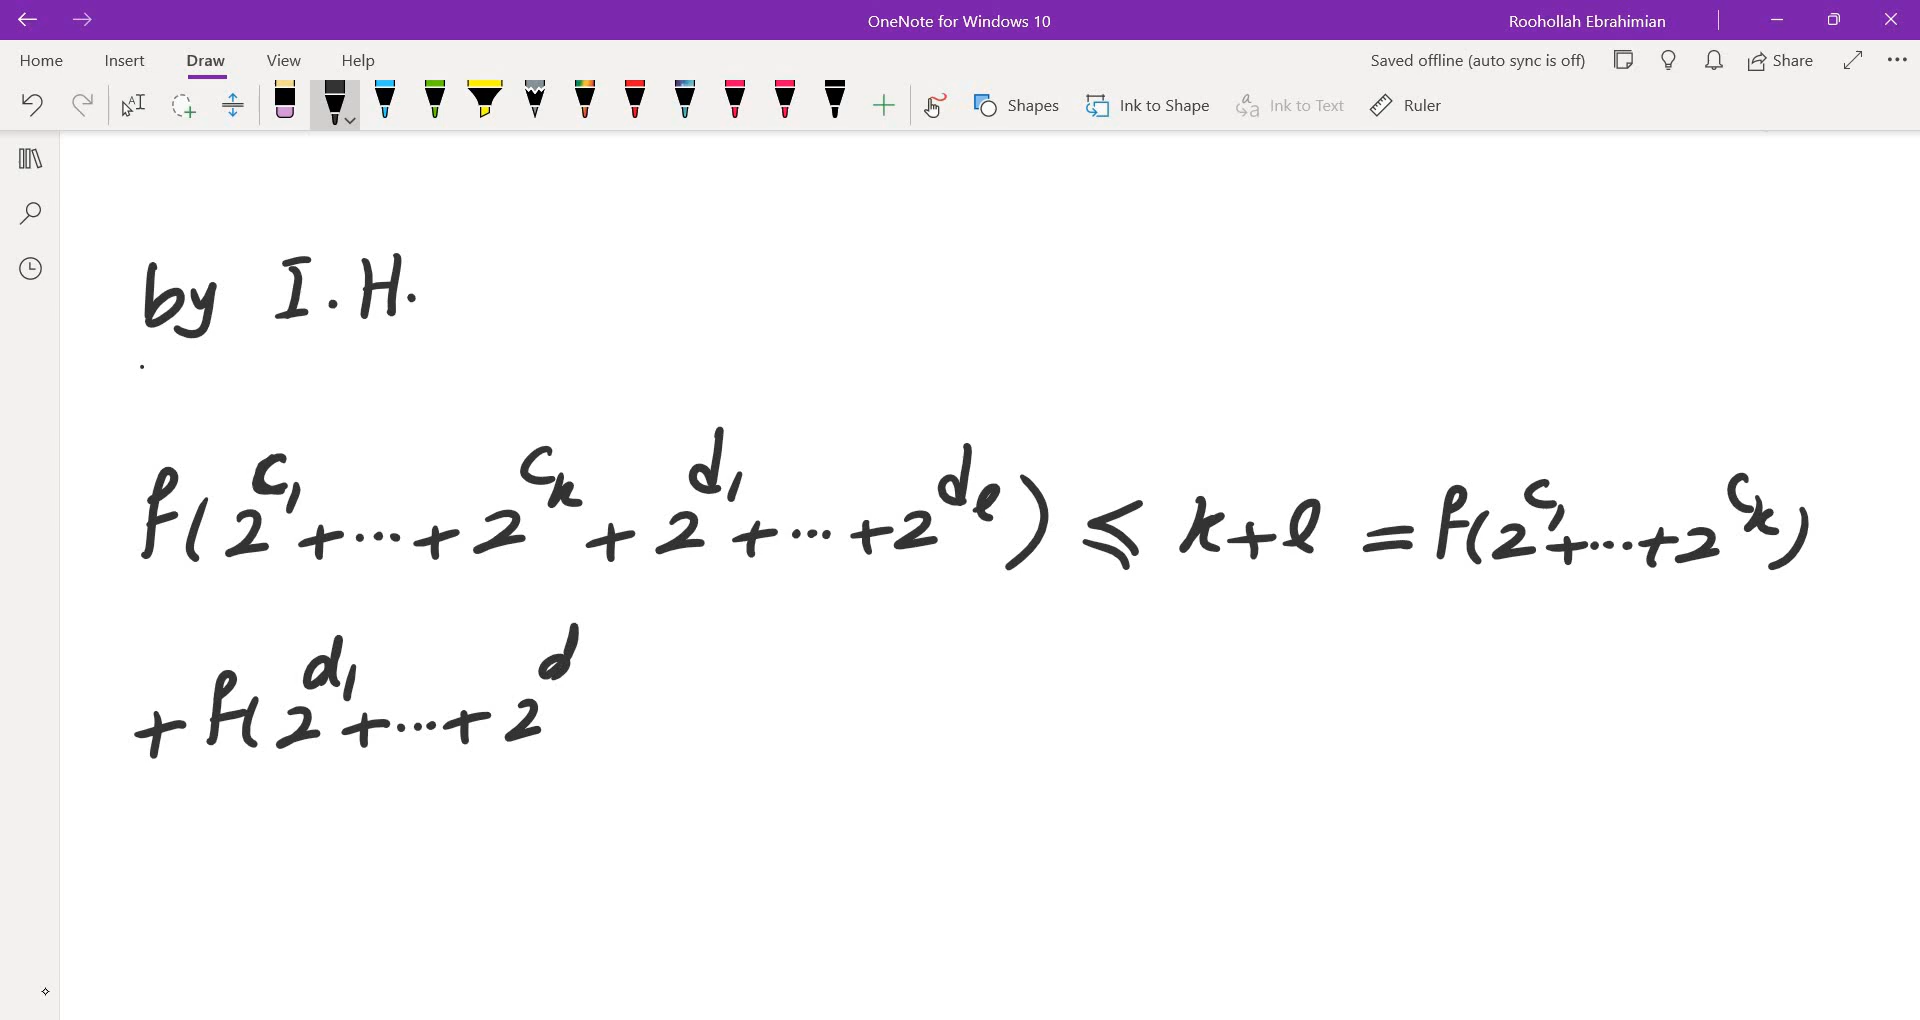 OneNote for Windows 10
Roohollah Ebrahimian
Home Insert Draw View Help
Saved offline (auto sync is off) Share
Shapes Ink to Shape Ink to Text Ruler
by I.H.
f(2^{c_1}+⋯+2^{c_k}+2^{d_1}+⋯+2^{d_ℓ}) ⩽ k+ℓ = f(2^{c_1}+⋯+2^{c_k})
+ f(2^{d_1}+⋯+2^{d}